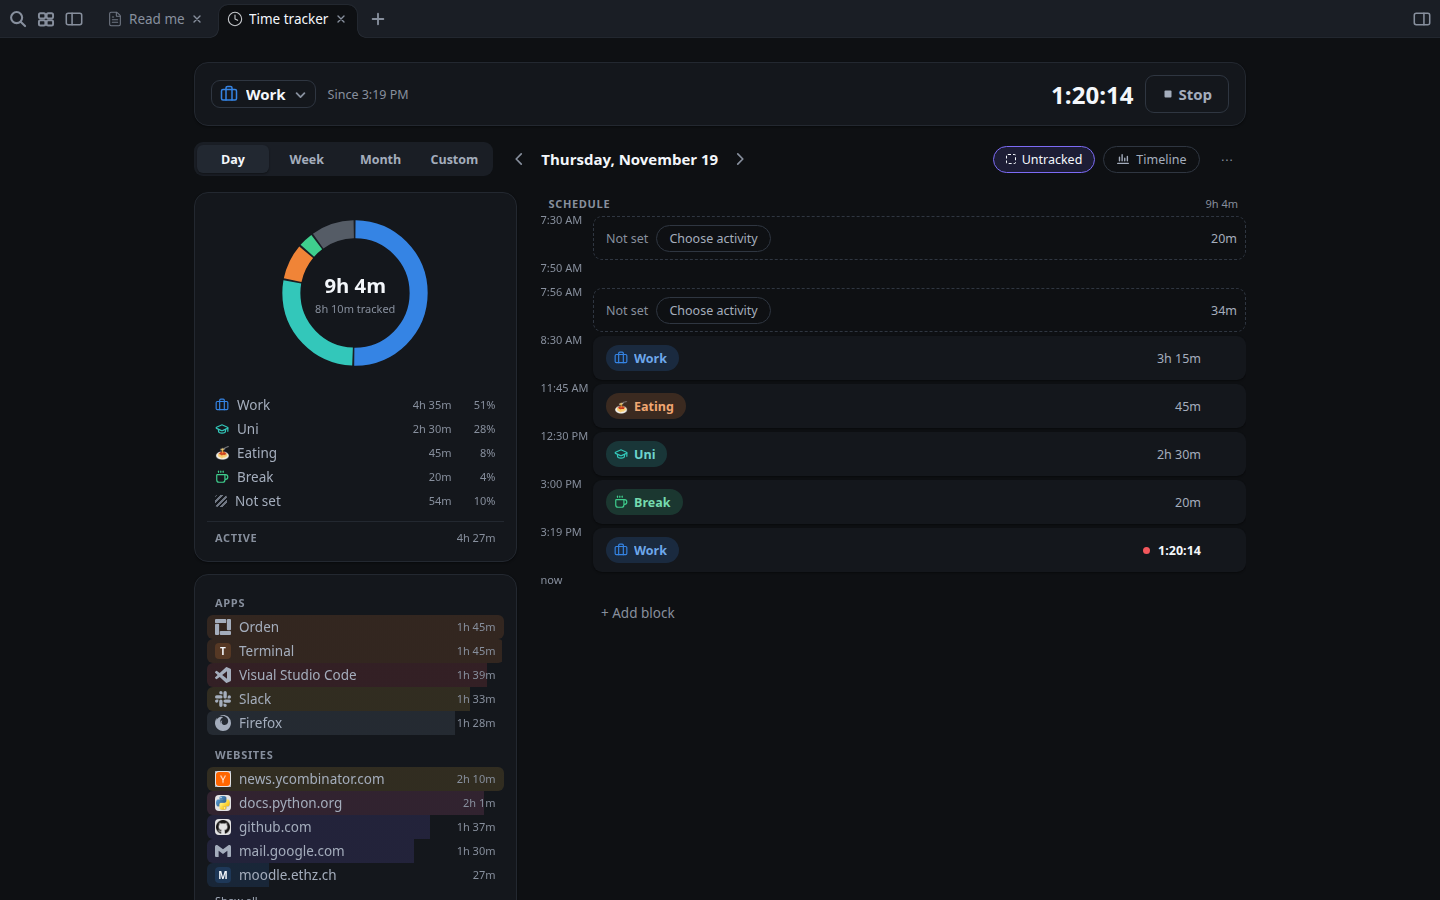 Read me
Time tracker
Work
Since 3:19 PM
1:20:14
Stop
Day
Week
Month
Custom
Thursday, November 19
Untracked
Timeline
...
9h 4m
8h 10m tracked
Work 4h 35m 51%
Uni 2h 30m 28%
Eating 45m 8%
Break 20m 4%
Not set 54m 10%
ACTIVE 4h 27m
APPS
Orden 1h 45m
T Terminal 1h 45m
Visual Studio Code 1h 39m
Slack 1h 33m
Firefox 1h 28m
WEBSITES
Y news.ycombinator.com 2h 10m
docs.python.org 2h 1m
github.com 1h 37m
mail.google.com 1h 30m
M moodle.ethz.ch 27m
SCHEDULE 9h 4m
7:30 AM
Not set Choose activity 20m
7:50 AM
7:56 AM
Not set Choose activity 34m
8:30 AM
Work 3h 15m
11:45 AM
Eating 45m
12:30 PM
Uni 2h 30m
3:00 PM
Break 20m
3:19 PM
Work 1:20:14
now
+ Add block